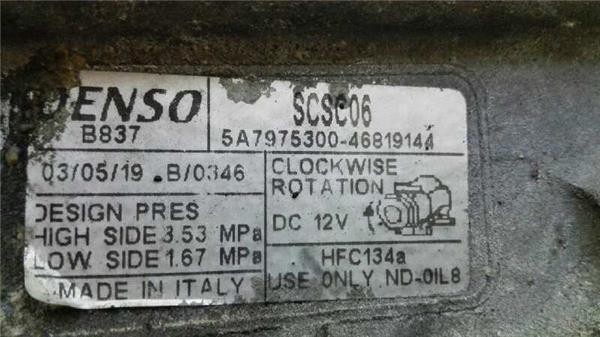 DENSO
B837
SCSC06
5A7975300-46819144
03/05/19 .B/0346
CLOCKWISE
ROTATION
DC 12V
DESIGN PRES
HIGH SIDE 3.53 MPa
LOW SIDE 1.67 MPa
HFC134a
MADE IN ITALY
USE ONLY ND-OIL8